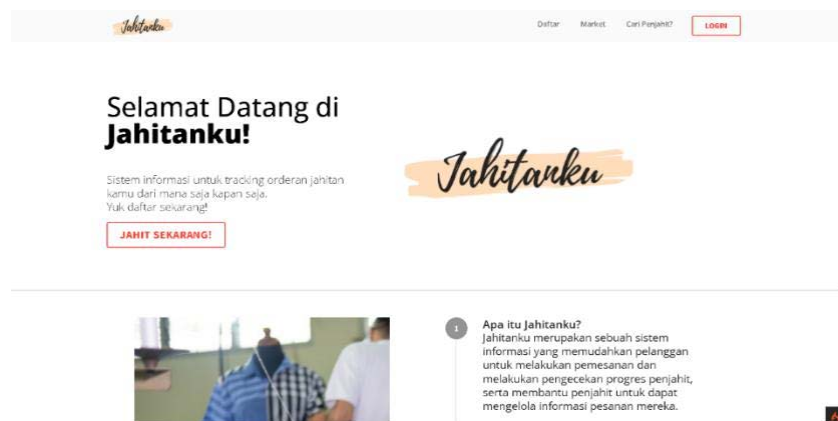 Jahitanku
Daftar Market Cari Penjahit? LOGIN
Selamat Datang di
Jahitanku!
Jahitanku
Sistem informasi untuk tracking orderan jahitan
kamu dari mana saja kapan saja.
Yuk daftar sekarang!
JAHIT SEKARANG!
1
Apa itu Jahitanku?
Jahitanku merupakan sebuah sistem
informasi yang memudahkan pelanggan
untuk melakukan pemesanan dan
melakukan pengecekan progres penjahit,
serta membantu penjahit untuk dapat
mengelola informasi pesanan mereka.